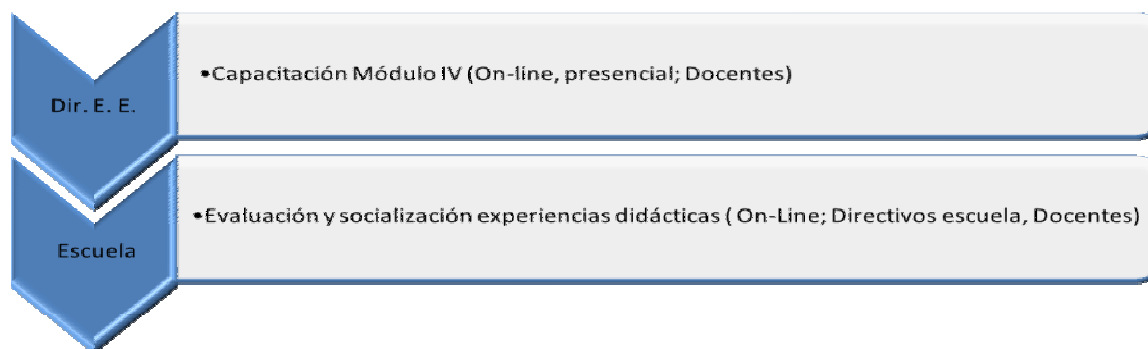 Dir. E. E.
•Capacitación Módulo IV (On-line, presencial; Docentes)
Escuela
•Evaluación y socialización experiencias didácticas ( On-Line; Directivos escuela, Docentes)